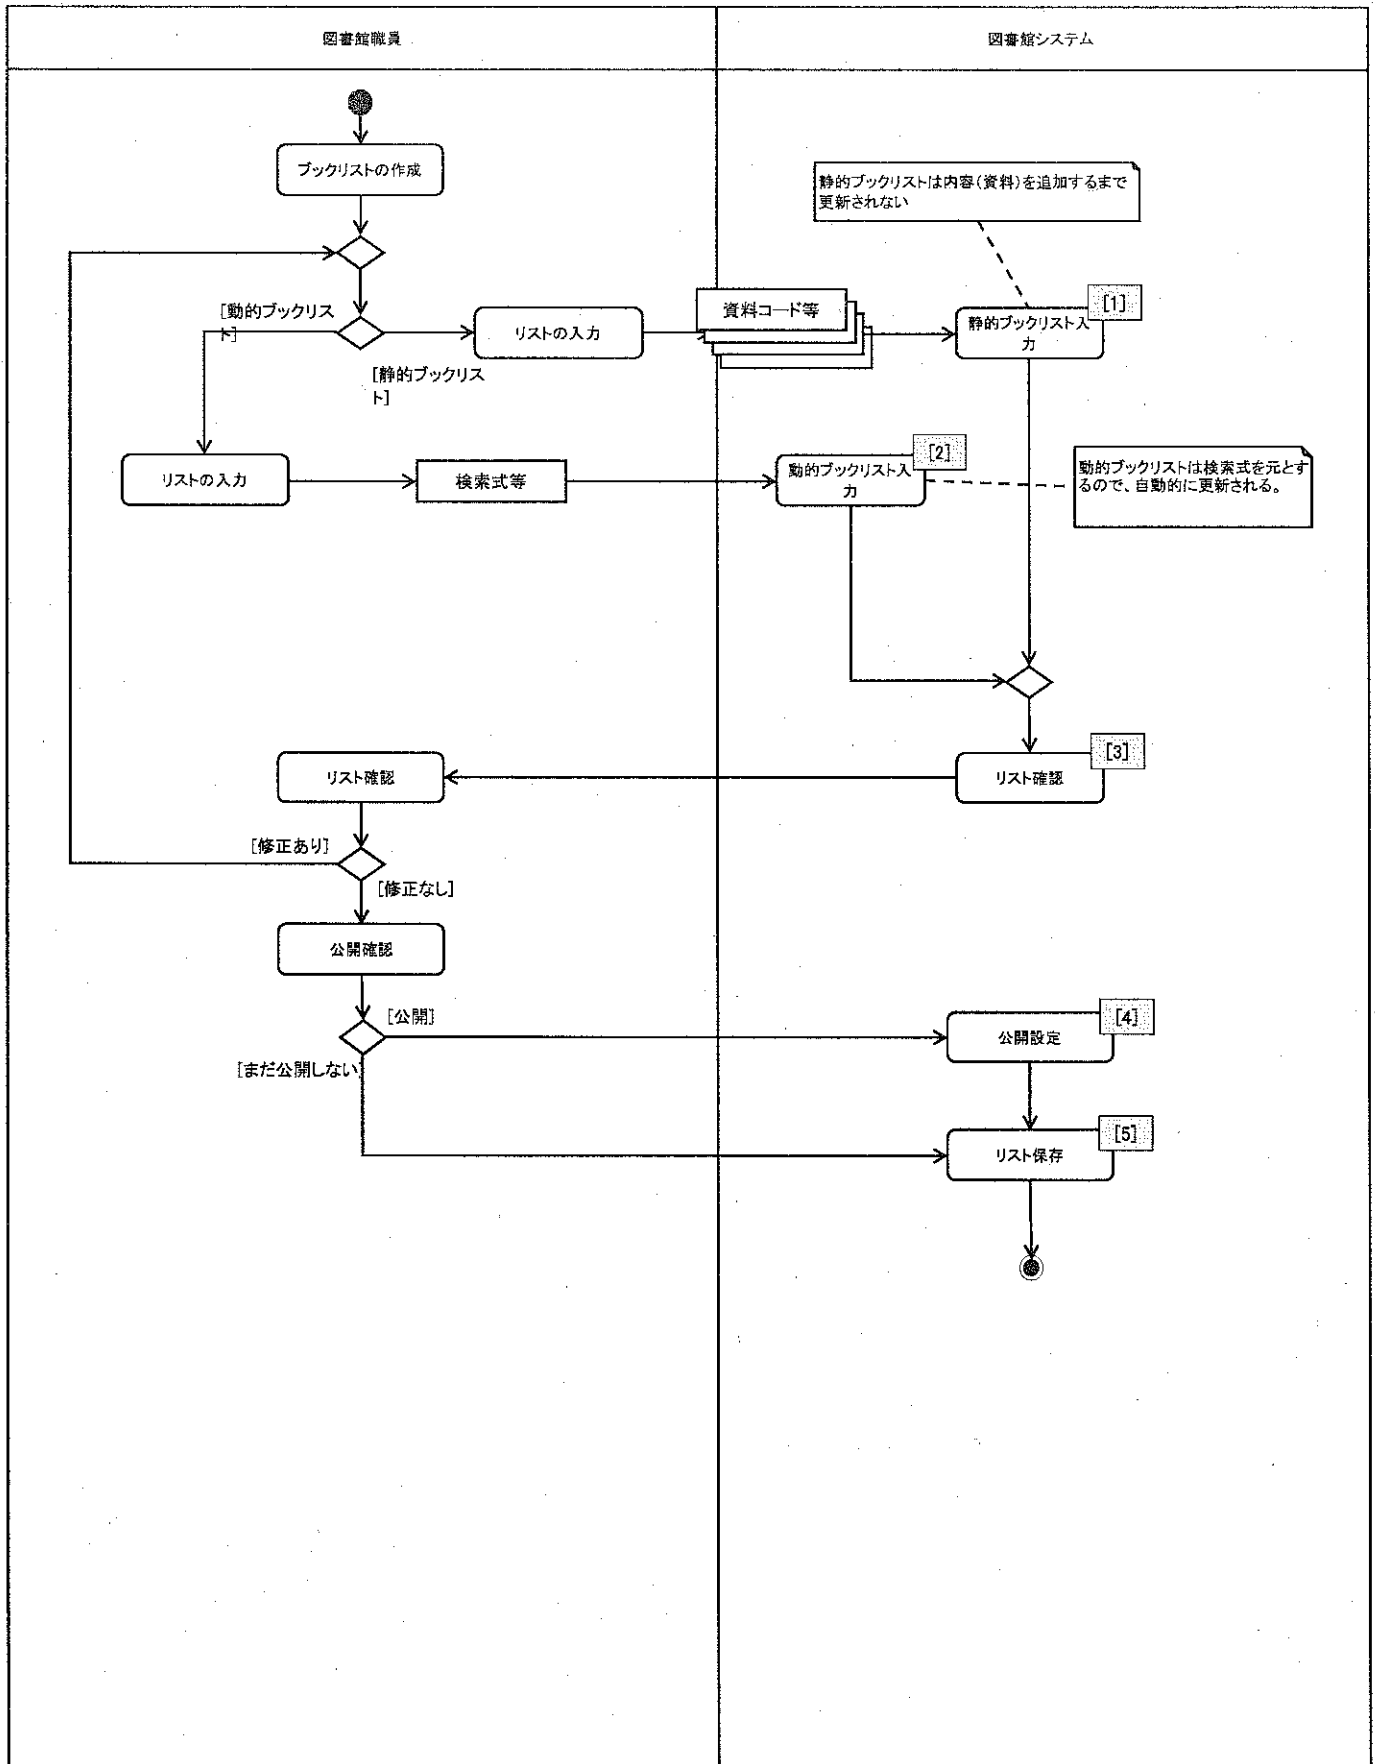 図書館職員
図書館システム
ブックリストの作成
静的ブックリストは内容(資料)を追加するまで
更新されない
[動的ブックリス
ト]
リストの入力
資料コード等
[1]
静的ブックリスト入
力
[静的ブックリス
ト]
リストの入力
検索式等
[2]
動的ブックリスト入
力
動的ブックリストは検索式を元とす
るので、自動的に更新される。
リスト確認
[3]
リスト確認
[修正あり]
[修正なし]
公開確認
[公開]
[4]
公開設定
[まだ公開しない
[5]
リスト保存